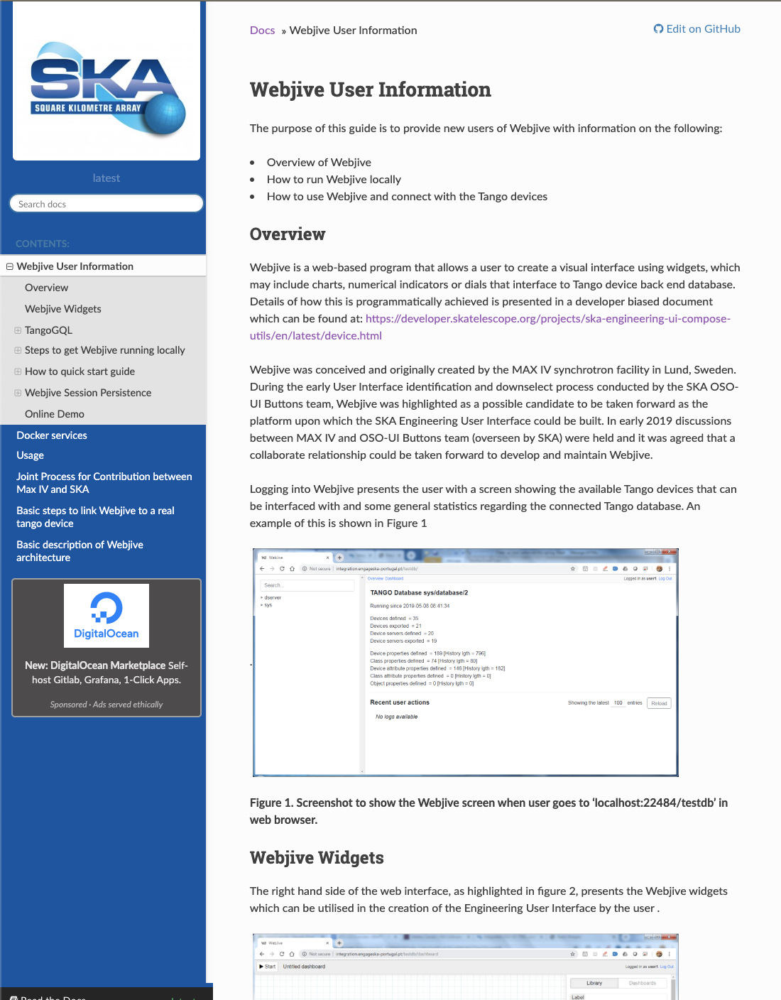 SKA
SQUARE KILOMETRE ARRAY
latest
Search docs
CONTENTS:
Webjive User Information
Overview
Webjive Widgets
TangoGQL
Steps to get Webjive running locally
How to quick start guide
Webjive Session Persistence
Online Demo
Docker services
Usage
Joint Process for Contribution between
Max IV and SKA
Basic steps to link Webjive to a real
tango device
Basic description of Webjive
architecture
DigitalOcean
New: DigitalOcean Marketplace Self-
host Gitlab, Grafana, 1-Click Apps.
Sponsored · Ads served ethically
Read the Docs
Docs » Webjive User Information
Edit on GitHub
Webjive User Information
The purpose of this guide is to provide new users of Webjive with information on the following:
• Overview of Webjive
• How to run Webjive locally
• How to use Webjive and connect with the Tango devices
Overview
Webjive is a web-based program that allows a user to create a visual interface using widgets, which
may include charts, numerical indicators or dials that interface to Tango device back end database.
Details of how this is programmatically achieved is presented in a developer biased document
which can be found at: https://developer.skatelescope.org/projects/ska-engineering-ui-compose-
utils/en/latest/device.html
Webjive was conceived and originally created by the MAX IV synchrotron facility in Lund, Sweden.
During the early User Interface identification and downselect process conducted by the SKA OSO-
UI Buttons team, Webjive was highlighted as a possible candidate to be taken forward as the
platform upon which the SKA Engineering User Interface could be built. In early 2019 discussions
between MAX IV and OSO-UI Buttons team (overseen by SKA) were held and it was agreed that a
collaborate relationship could be taken forward to develop and maintain Webjive.
Logging into Webjive presents the user with a screen showing the available Tango devices that can
be interfaced with and some general statistics regarding the connected Tango database. An
example of this is shown in Figure 1
WebJive
Not secure | integration.engageska-portugal.pt/testdb/
Search...
dserver
sys
Overview Dashboard
Logged in as user1. Log Out
TANGO Database sys/database/2
Running since 2019-05-08 08:41:34
Devices defined = 35
Devices exported = 21
Device servers defined = 20
Device servers exported = 19
Device properties defined = 189 [History lgth = 796]
Class properties defined = 74 [History lgth = 80]
Device attribute properties defined = 146 [History lgth = 182]
Class attribute properties defined = 0 [History lgth = 0]
Object properties defined = 0 [History lgth = 0]
Recent user actions
Showing the latest 100 entries Reload
No logs available
Figure 1. Screenshot to show the Webjive screen when user goes to ‘localhost:22484/testdb’ in
web browser.
Webjive Widgets
The right hand side of the web interface, as highlighted in figure 2, presents the Webjive widgets
which can be utilised in the creation of the Engineering User Interface by the user .
WebJive
Not secure | integration.engageska-portugal.pt/testdb/dashboard
Start
Untitled dashboard
Logged in as user1. Log Out
Library
Dashboards
Label